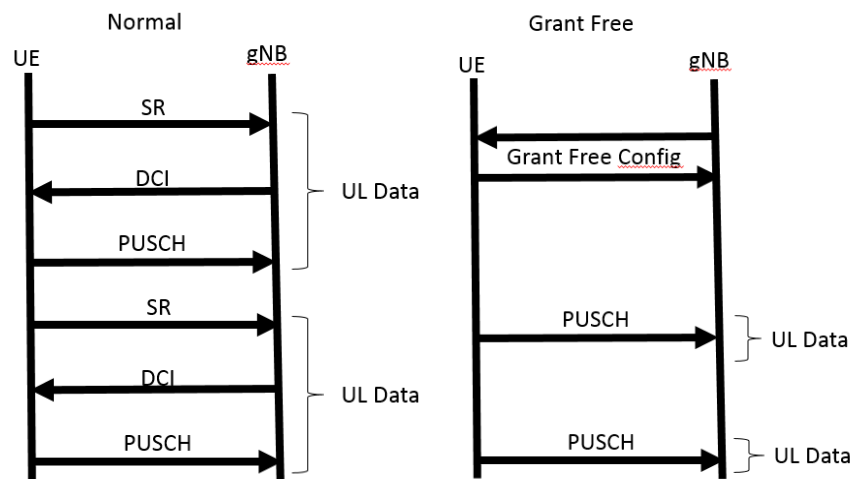 Normal
UE
gNB
SR
DCI
UL Data
PUSCH
SR
DCI
UL Data
PUSCH
Grant Free
UE
gNB
Grant Free Config
PUSCH
UL Data
PUSCH
UL Data